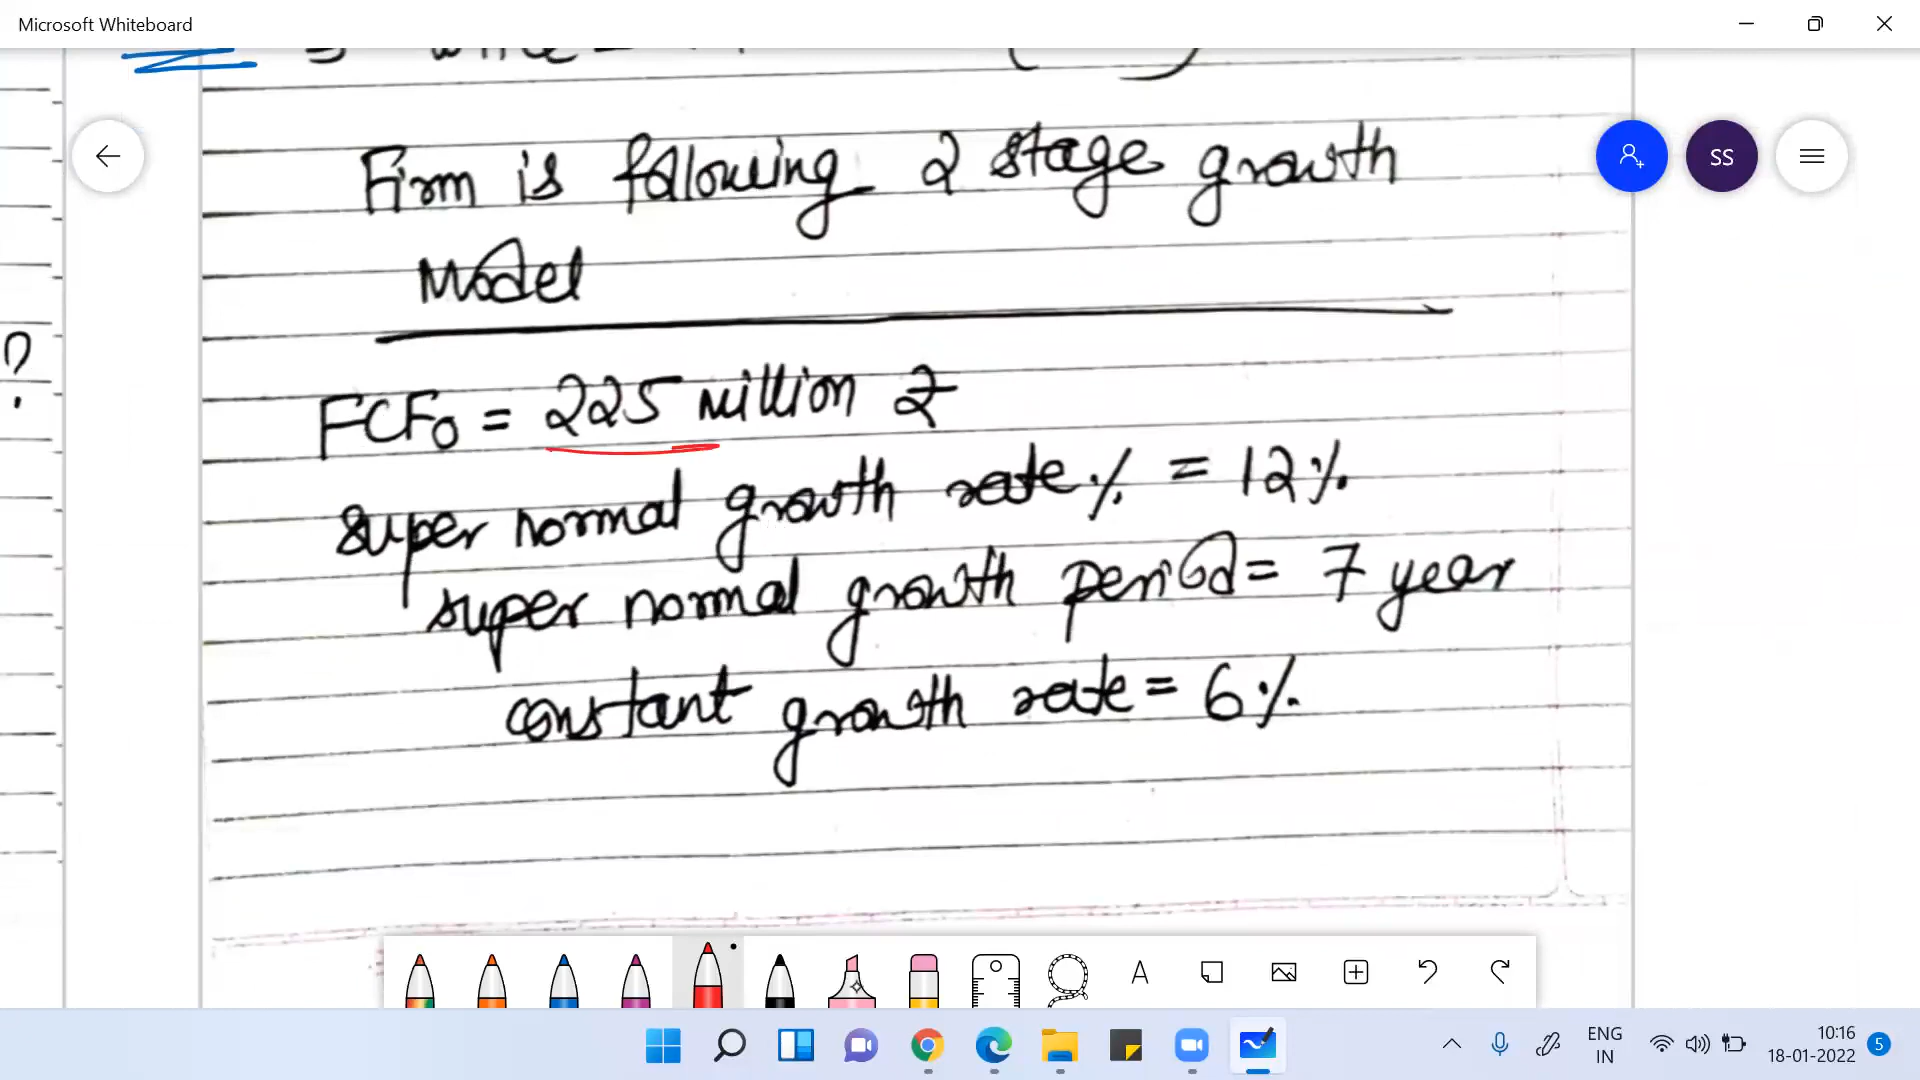 Microsoft Whiteboard
Firm is following 2 stage growth
Model
SS
?
FCF0 = 225 million ₹
super normal growth rate % = 12%
super normal growth period = 7 year
constant growth rate = 6%
A
ENG
IN
10:16
18-01-2022
5